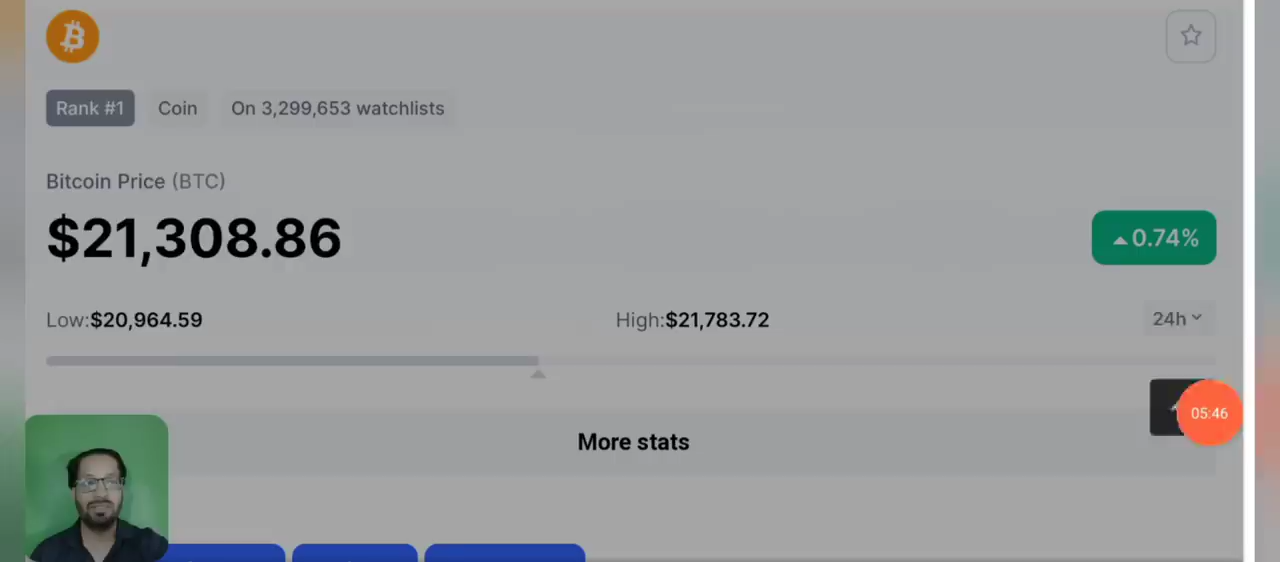 Rank #1 Coin On 3,299,653 watchlists
Bitcoin Price (BTC)
$21,308.86 0.74%
Low:$20,964.59 High:$21,783.72 24h
05:46
More stats